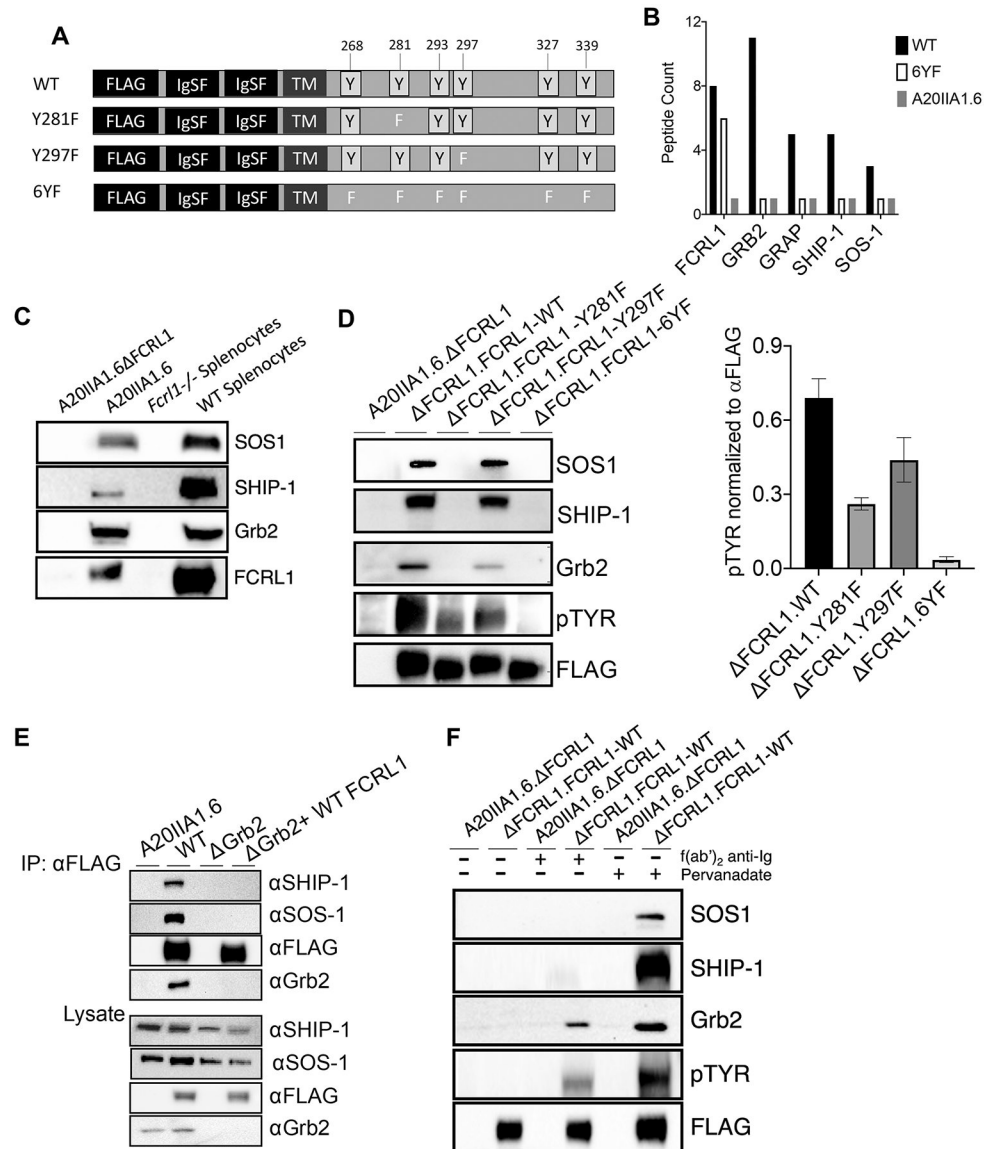 A
268 281 293 297 327 339
WT FLAG IgSF IgSF TM Y Y Y Y Y Y
Y281F FLAG IgSF IgSF TM Y F Y Y Y Y
Y297F FLAG IgSF IgSF TM Y Y Y F Y Y
6YF FLAG IgSF IgSF TM F F F F F F
B
12
8
4
0
Peptide Count
WT
6YF
A20IIA1.6
FCRL1
GRB2
GRAP
SHIP-1
SOS-1
C
A20IIA1.6ΔFCRL1
A20IIA1.6
Fcrl1-/- Splenocytes
WT Splenocytes
SOS1
SHIP-1
Grb2
FCRL1
D
A20IIA1.6.ΔFCRL1
ΔFCRL1.FCRL1-WT
ΔFCRL1.FCRL1 -Y281F
ΔFCRL1.FCRL1-Y297F
ΔFCRL1.FCRL1-6YF
SOS1
SHIP-1
Grb2
pTYR
FLAG
pTYR normalized to αFLAG
0.9
0.6
0.3
0.0
ΔFCRL1.WT
ΔFCRL1.Y281F
ΔFCRL1.Y297F
ΔFCRL1.6YF
E
A20IIA1.6
WT
ΔGrb2
ΔGrb2+ WT FCRL1
IP: αFLAG
αSHIP-1
αSOS-1
αFLAG
αGrb2
Lysate
αSHIP-1
αSOS-1
αFLAG
αGrb2
F
A20IIA1.6.ΔFCRL1
ΔFCRL1.FCRL1-WT
A20IIA1.6.ΔFCRL1
ΔFCRL1.FCRL1-WT
A20IIA1.6.ΔFCRL1
ΔFCRL1.FCRL1-WT
– – + + – – f(ab')₂ anti-Ig
– – – – + + Pervanadate
SOS1
SHIP-1
Grb2
pTYR
FLAG